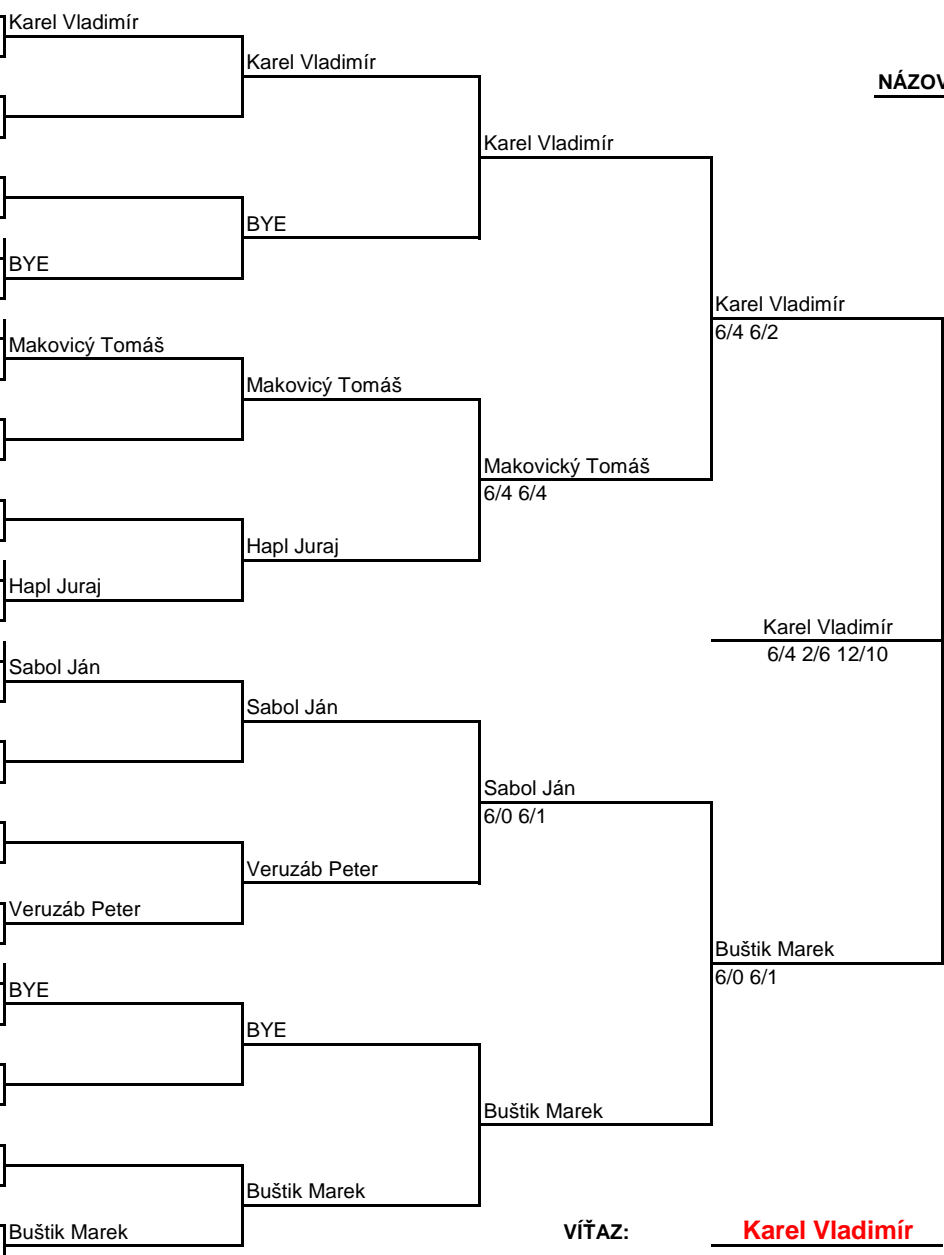 Karel Vladimír
Karel Vladimír
NÁZOV
Karel Vladimír
BYE
BYE
Karel Vladimír
6/4 6/2
Makovicý Tomáš
Makovicý Tomáš
Makovický Tomáš
6/4 6/4
Hapl Juraj
Hapl Juraj
Karel Vladimír
6/4 2/6 12/10
Sabol Ján
Sabol Ján
Sabol Ján
6/0 6/1
Veruzáb Peter
Veruzáb Peter
Buštik Marek
6/0 6/1
BYE
BYE
Buštik Marek
Buštik Marek
Buštik Marek
VÍŤAZ: Karel Vladimír